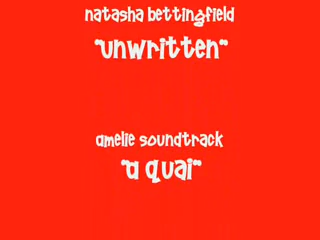 natasha bettingfield
"unwritten"
amelie soundtrack
"a quai"